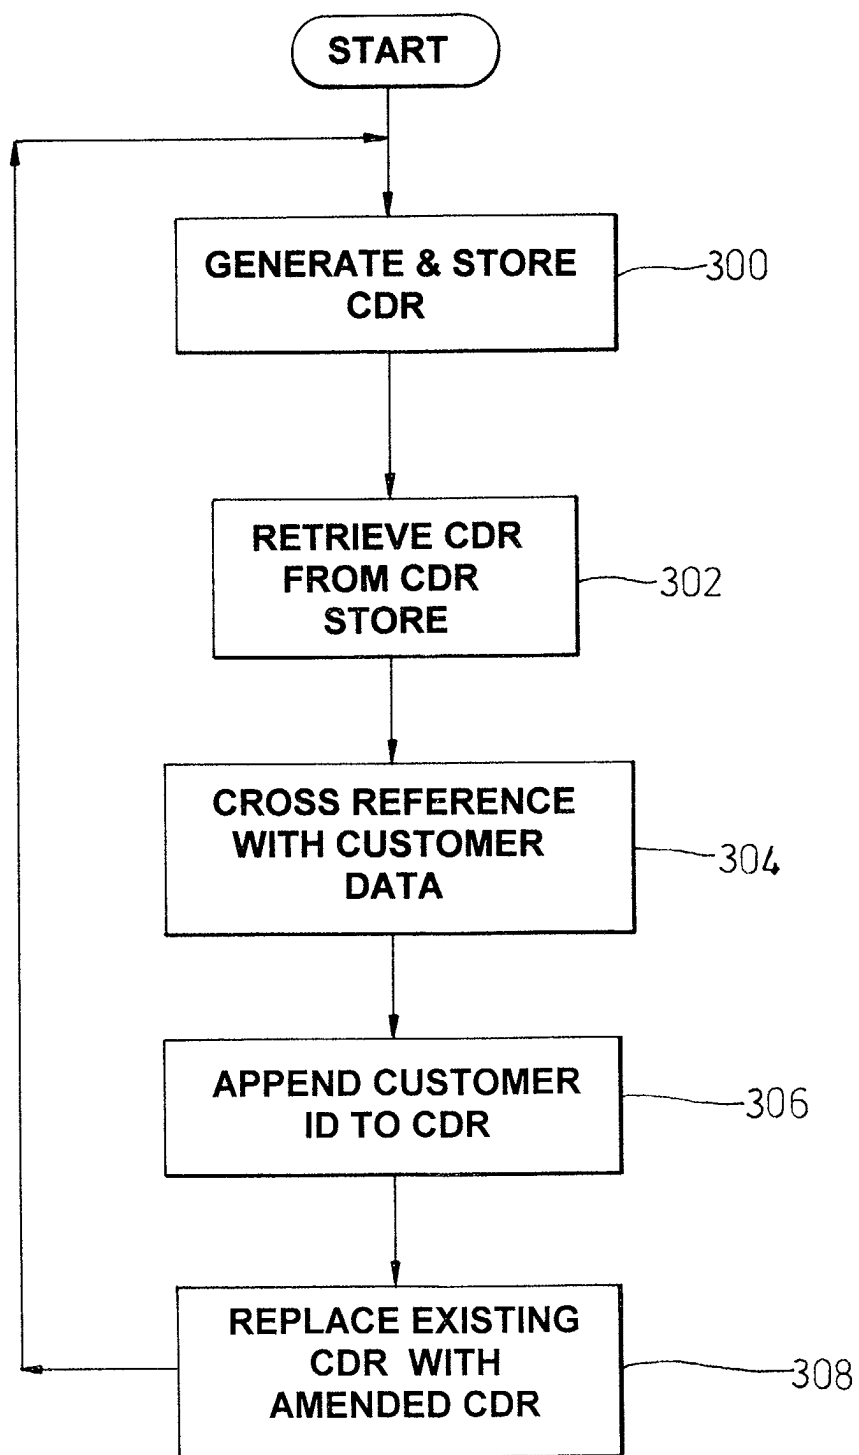 START
GENERATE & STORE
CDR
300
RETRIEVE CDR
FROM CDR
STORE
302
CROSS REFERENCE
WITH CUSTOMER
DATA
304
APPEND CUSTOMER
ID TO CDR
306
REPLACE EXISTING
CDR WITH
AMENDED CDR
308